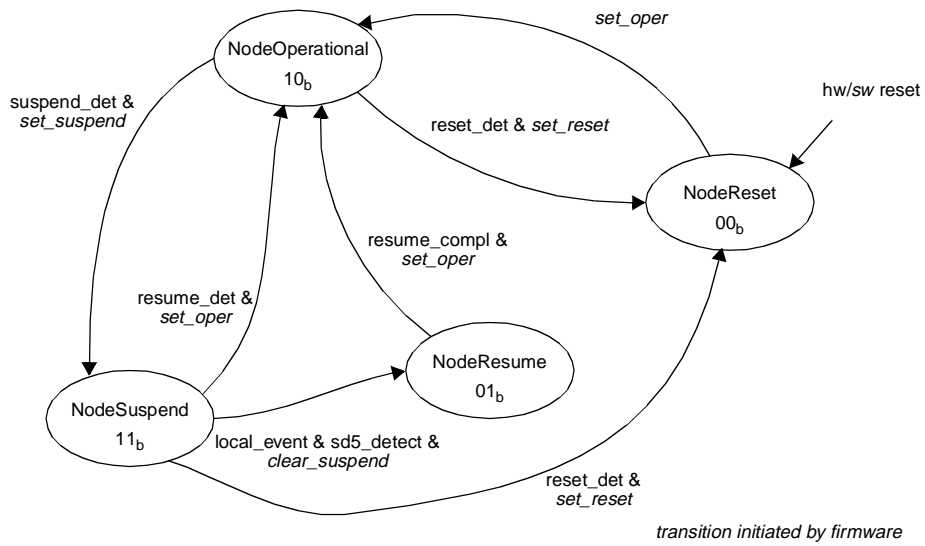 set_oper
NodeOperational
10b
hw/sw reset
suspend_det &
set_suspend
reset_det & set_reset
NodeReset
00b
resume_compl &
set_oper
resume_det &
set_oper
NodeResume
01b
NodeSuspend
11b
local_event & sd5_detect &
clear_suspend
reset_det &
set_reset
transition initiated by firmware